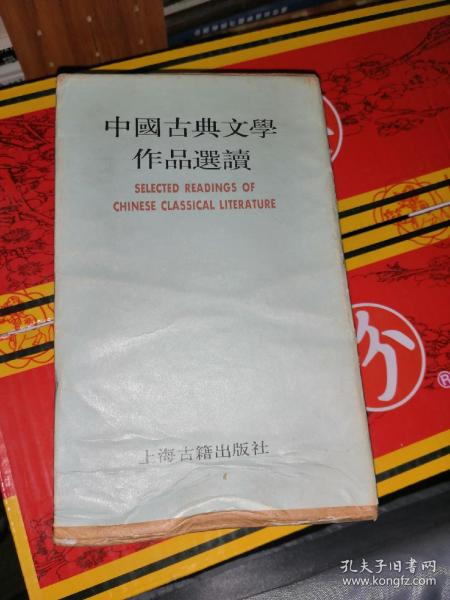 中國古典文學
作品選讀
SELECTED READINGS OF
CHINESE CLASSICAL LITERATURE
上海古籍出版社
®
孔夫子旧书网
www.kongfz.com